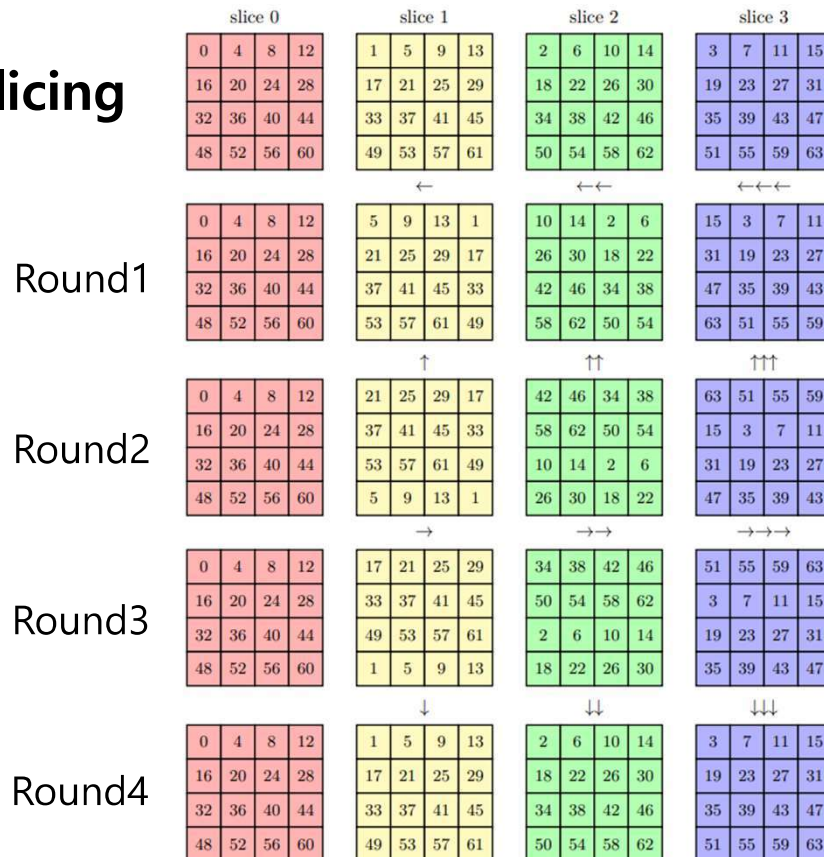 slice 0 slice 1 slice 2 slice 3
licing
0 4 8 12 1 5 9 13 2 6 10 14 3 7 11 15
16 20 24 28 17 21 25 29 18 22 26 30 19 23 27 31
32 36 40 44 33 37 41 45 34 38 42 46 35 39 43 47
48 52 56 60 49 53 57 61 50 54 58 62 51 55 59 63
← ←← ←←←
Round1
0 4 8 12 5 9 13 1 10 14 2 6 15 3 7 11
16 20 24 28 21 25 29 17 26 30 18 22 31 19 23 27
32 36 40 44 37 41 45 33 42 46 34 38 47 35 39 43
48 52 56 60 53 57 61 49 58 62 50 54 63 51 55 59
↑ ↑↑ ↑↑↑
Round2
0 4 8 12 21 25 29 17 42 46 34 38 63 51 55 59
16 20 24 28 37 41 45 33 58 62 50 54 15 3 7 11
32 36 40 44 53 57 61 49 10 14 2 6 31 19 23 27
48 52 56 60 5 9 13 1 26 30 18 22 47 35 39 43
→ →→ →→→
Round3
0 4 8 12 17 21 25 29 34 38 42 46 51 55 59 63
16 20 24 28 33 37 41 45 50 54 58 62 3 7 11 15
32 36 40 44 49 53 57 61 2 6 10 14 19 23 27 31
48 52 56 60 1 5 9 13 18 22 26 30 35 39 43 47
↓ ↓↓ ↓↓↓
Round4
0 4 8 12 1 5 9 13 2 6 10 14 3 7 11 15
16 20 24 28 17 21 25 29 18 22 26 30 19 23 27 31
32 36 40 44 33 37 41 45 34 38 42 46 35 39 43 47
48 52 56 60 49 53 57 61 50 54 58 62 51 55 59 63